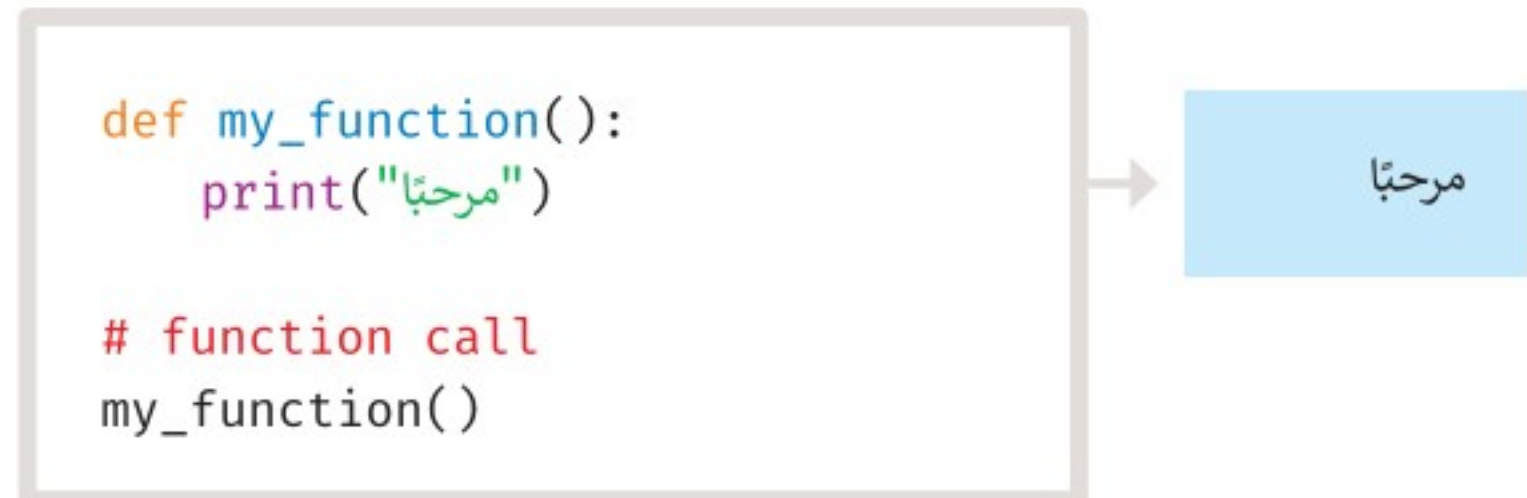 def my_function():
    print("مرحبًا")
# function call
my_function()
مرحبًا